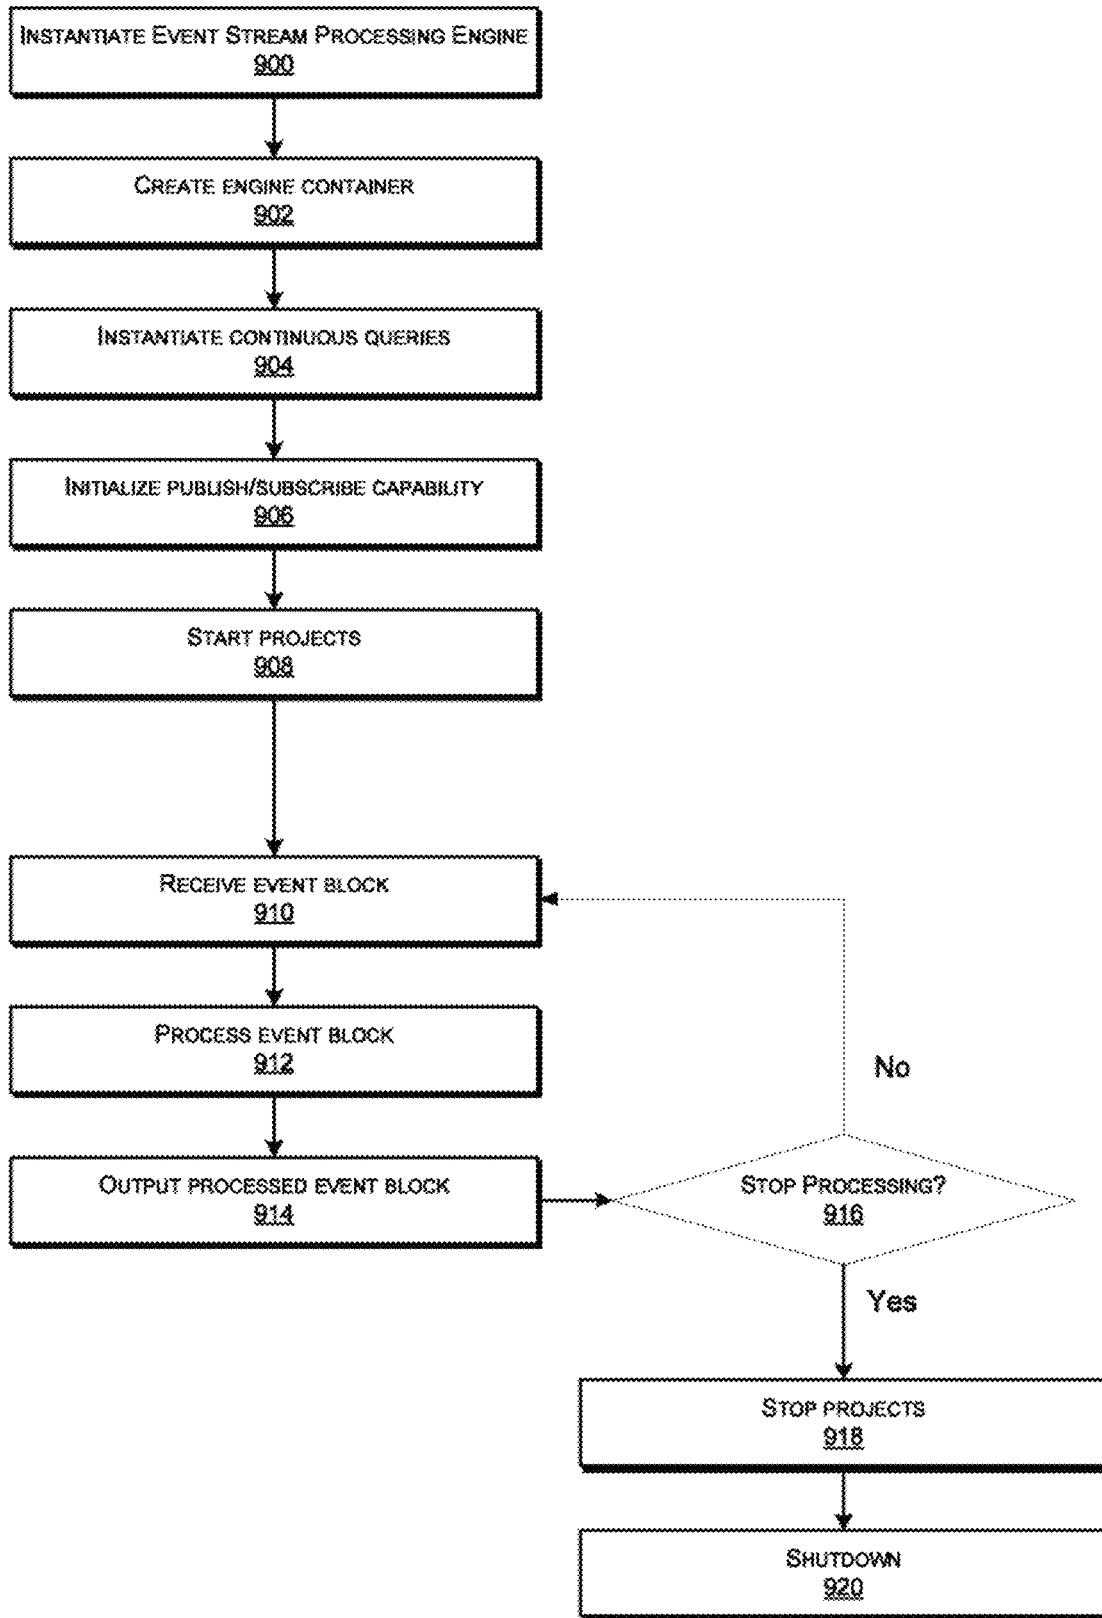 INSTANTIATE EVENT STREAM PROCESSING ENGINE
900
CREATE ENGINE CONTAINER
902
INSTANTIATE CONTINUOUS QUERIES
904
INITIALIZE PUBLISH/SUBSCRIBE CAPABILITY
906
START PROJECTS
908
RECEIVE EVENT BLOCK
910
PROCESS EVENT BLOCK
912
No
OUTPUT PROCESSED EVENT BLOCK
914
STOP PROCESSING?
916
Yes
STOP PROJECTS
918
SHUTDOWN
920